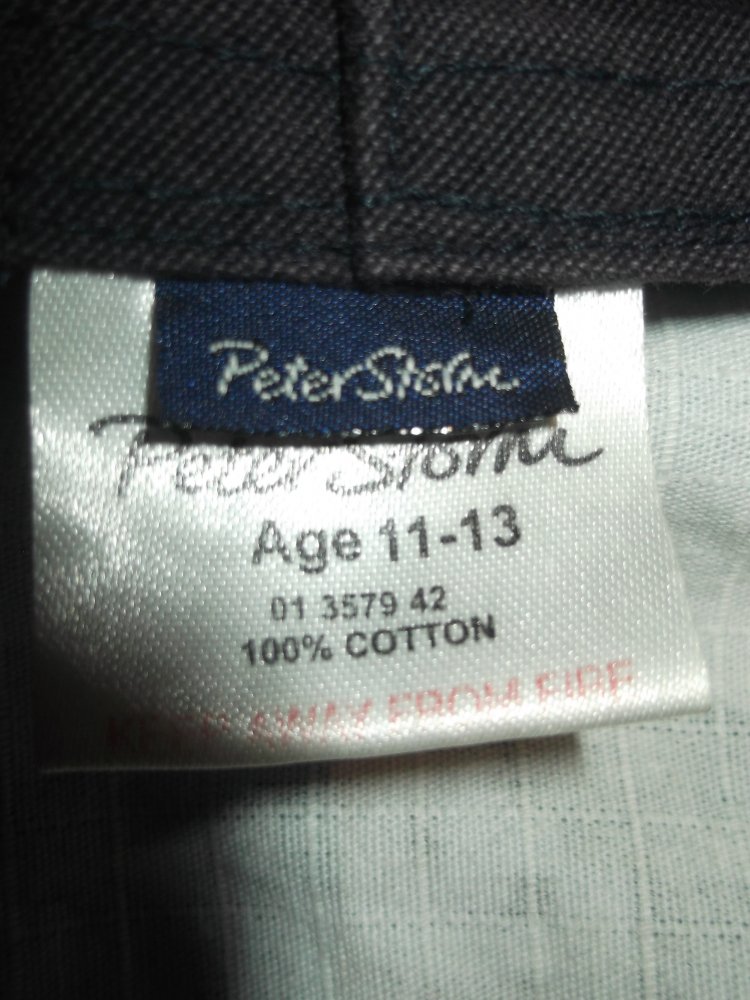 Peter Storm
Peter Storm
Age 11-13
01 3579 42
100% COTTON
KEEP AWAY FROM FIRE